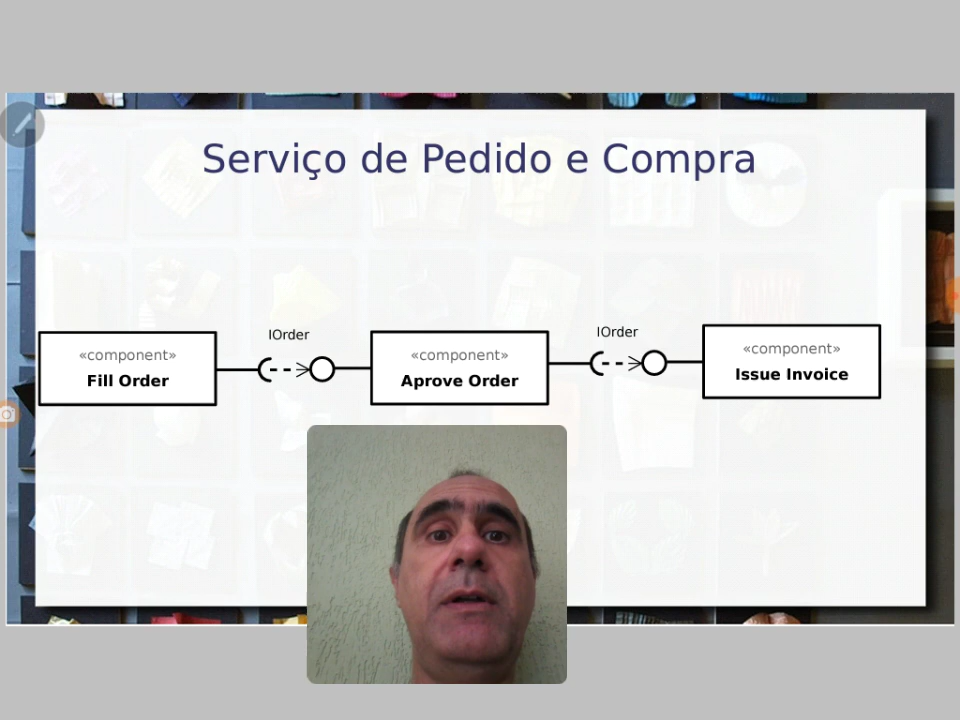 Serviço de Pedido e Compra
IOrder
IOrder
«component»
Fill Order
«component»
Aprove Order
«component»
Issue Invoice